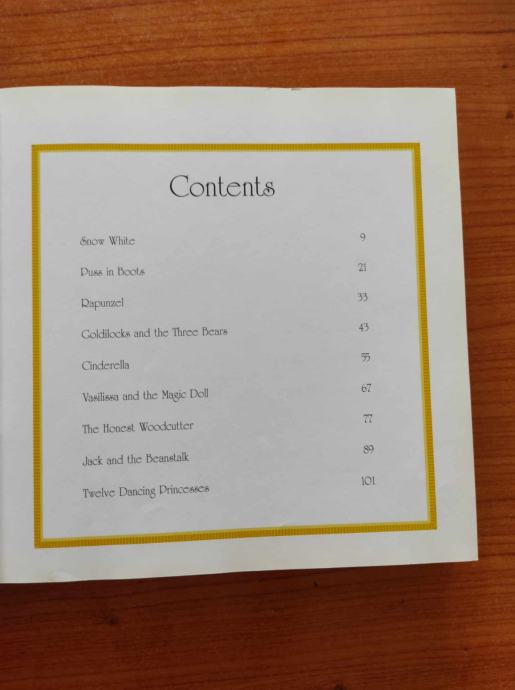 Contents
Snow White 9
Puss in Boots 21
Rapunzel 33
Goldilocks and the Three Bears 43
Cinderella 55
Vasilissa and the Magic Doll 67
The Honest Woodcutter 77
Jack and the Beanstalk 89
Twelve Dancing Princesses 101